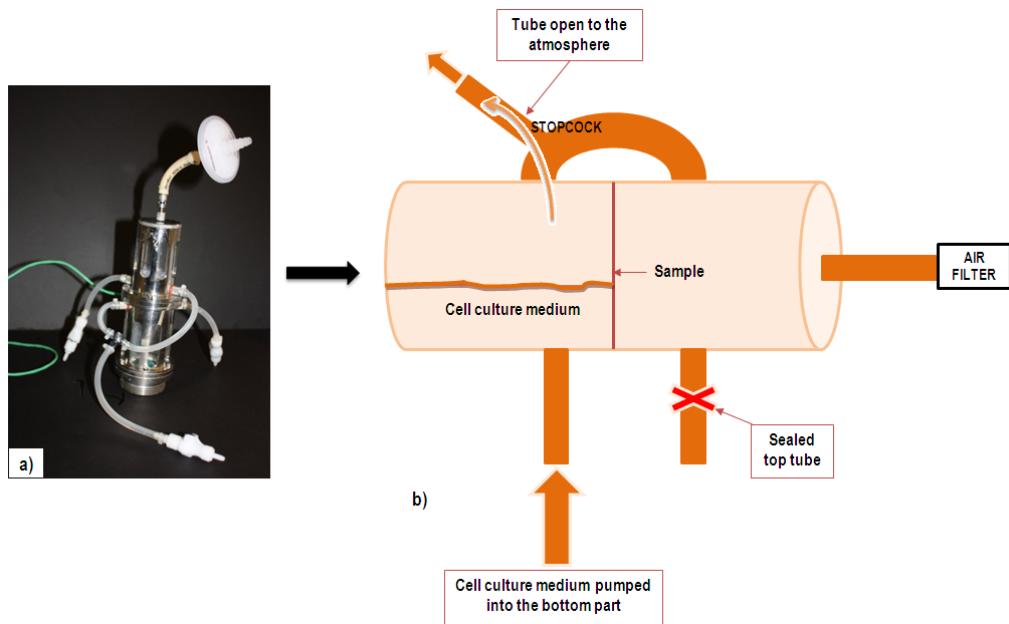 Tube open to the
atmosphere
STOPCOCK
AIR
FILTER
Sample
Cell culture medium
Sealed
top tube
a)
b)
Cell culture medium pumped
into the bottom part